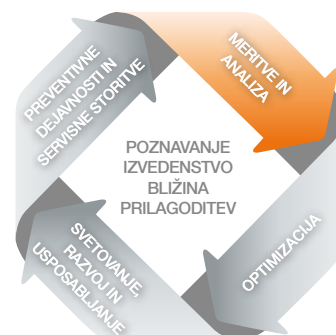 PREVENTIVNE
DEJAVNOSTI IN
SERVISNE STORITVE
MERITVE IN
ANALIZA
POZNAVANJE
IZVEDENSTVO
BLIŽINA
PRILAGODITEV
OPTIMIZACIJA
SVETOVANJE,
RAZVOJ IN
USPOSABLJANJE